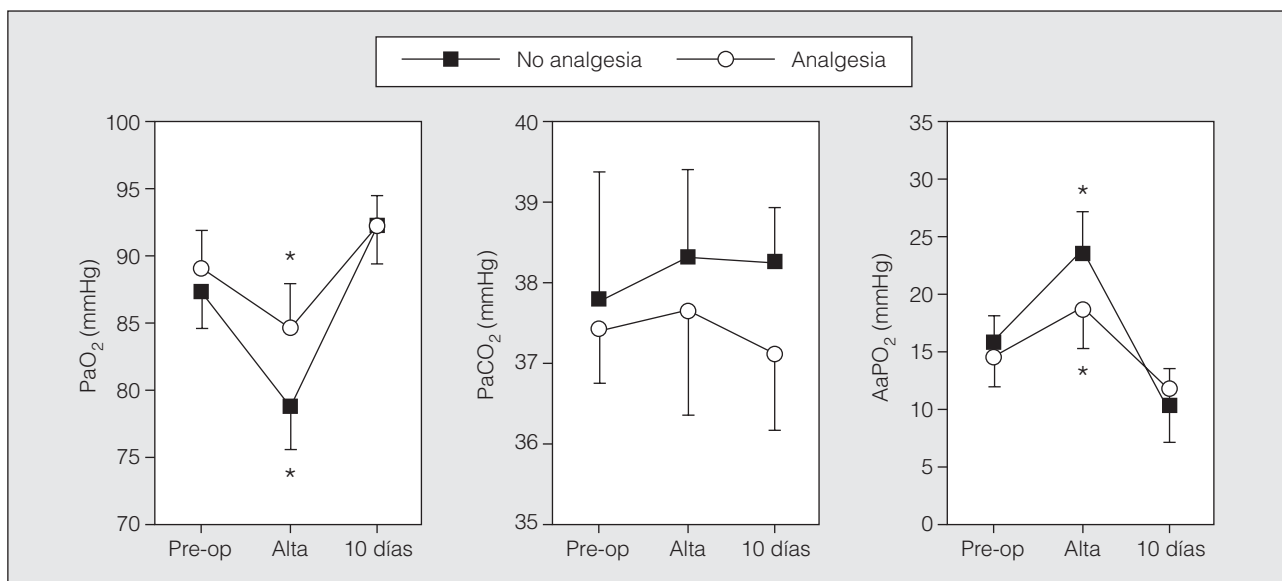 No analgesia
Analgesia
PaO2 (mmHg)
100
95
90
85
80
75
70
*
*
Pre-op
Alta
10 días
PaCO2 (mmHg)
40
39
38
37
36
35
Pre-op
Alta
10 días
AaPO2 (mmHg)
35
30
25
20
15
10
5
0
*
*
Pre-op
Alta
10 días